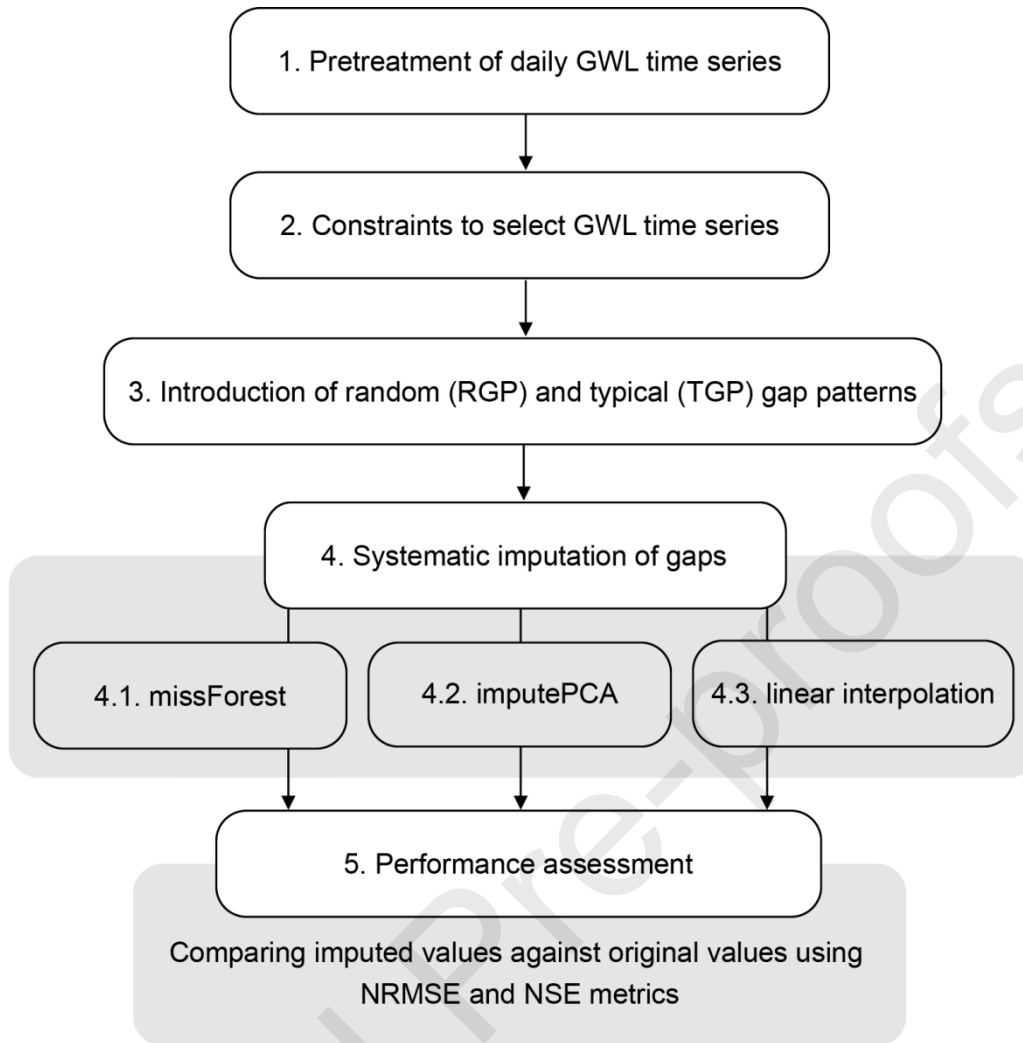 1. Pretreatment of daily GWL time series
2. Constraints to select GWL time series
3. Introduction of random (RGP) and typical (TGP) gap patterns
4. Systematic imputation of gaps
4.1. missForest
4.2. imputePCA
4.3. linear interpolation
5. Performance assessment
Comparing imputed values against original values using
NRMSE and NSE metrics
Pre-proofs